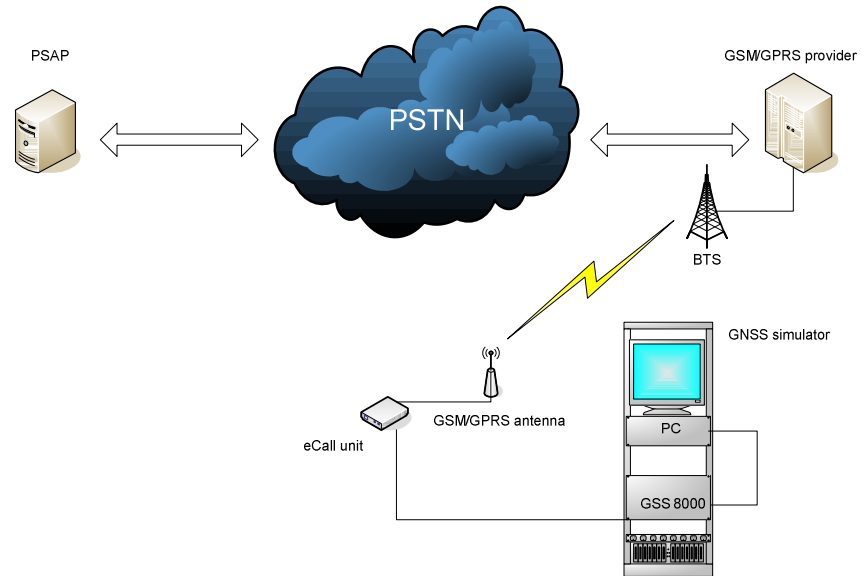 PSAP
GSM/GPRS provider
PSTN
BTS
GNSS simulator
GSM/GPRS antenna
PC
eCall unit
GSS 8000